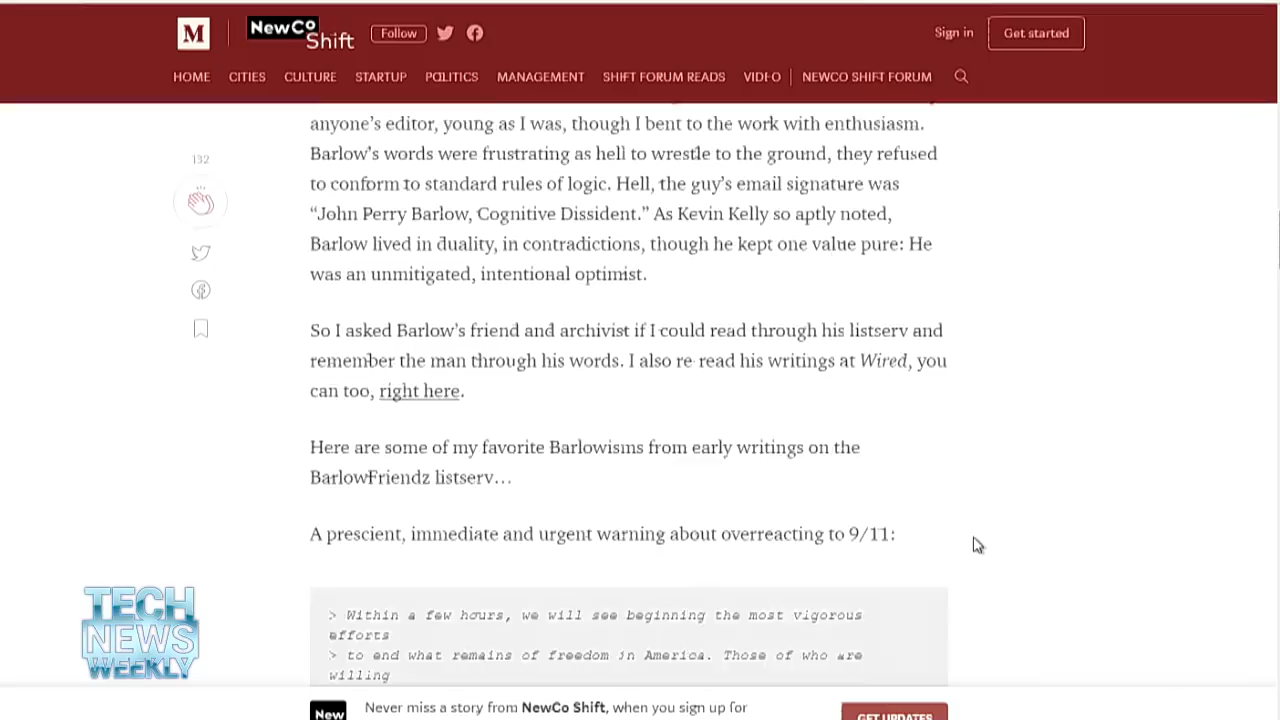 M NewCo Shift Follow Sign in Get started
HOME CITIES CULTURE STARTUP POLITICS MANAGEMENT SHIFT FORUM READS VIDEO NEWCO SHIFT FORUM
anyone's editor, young as I was, though I bent to the work with enthusiasm.
132
Barlow's words were frustrating as hell to wrestle to the ground, they refused
to conform to standard rules of logic. Hell, the guy's email signature was
“John Perry Barlow, Cognitive Dissident.” As Kevin Kelly so aptly noted,
Barlow lived in duality, in contradictions, though he kept one value pure: He
was an unmitigated, intentional optimist.
So I asked Barlow's friend and archivist if I could read through his listserv and
remember the man through his words. I also re-read his writings at Wired, you
can too, right here.
Here are some of my favorite Barlowisms from early writings on the
BarlowFriendz listserv…
A prescient, immediate and urgent warning about overreacting to 9/11:
> Within a few hours, we will see beginning the most vigorous
efforts
> to end what remains of freedom in America. Those of who are
willing
TECH
NEWS
WEEKLY
New
Never miss a story from NewCo Shift, when you sign up for
GET UPDATES